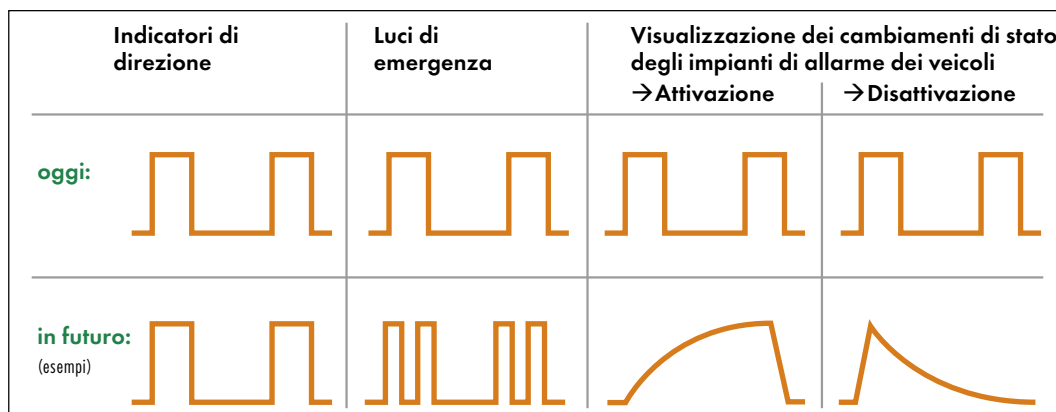 Indicatori di
direzione
Luci di
emergenza
Visualizzazione dei cambiamenti di stato
degli impianti di allarme dei veicoli
→Attivazione
→Disattivazione
oggi:
in futuro:
(esempi)